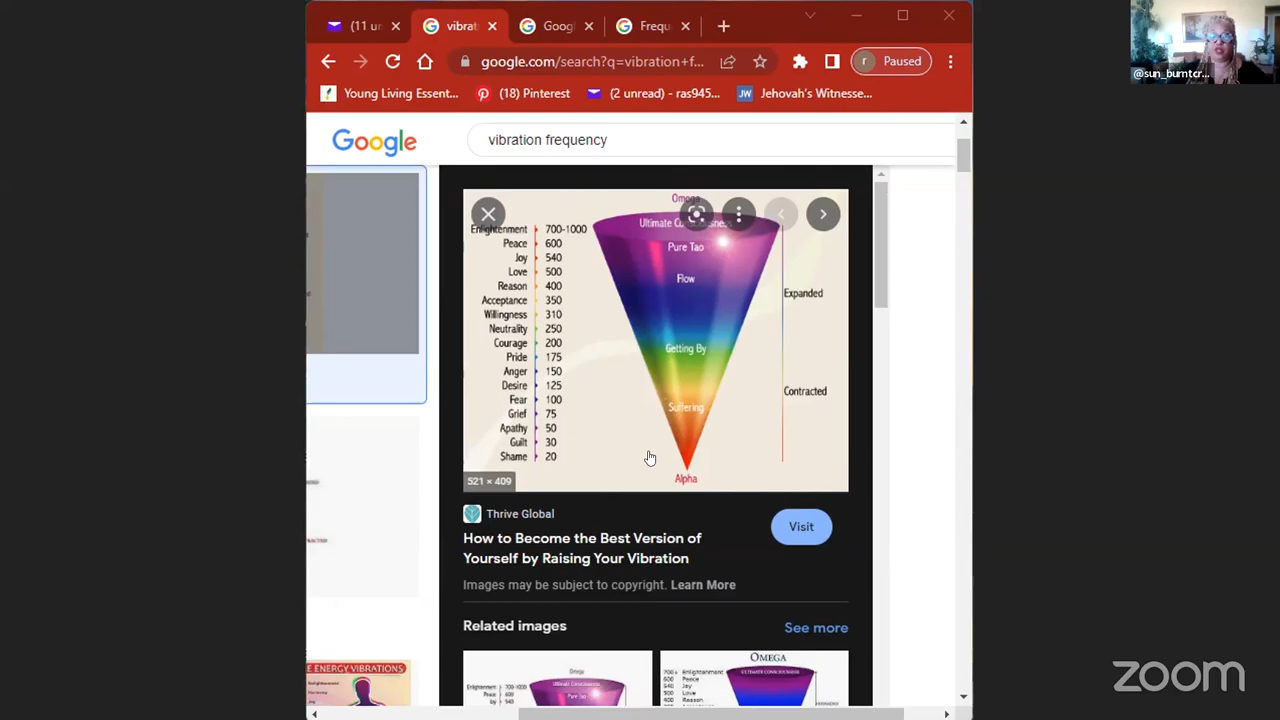 (11 un
vibrat
Googl
Frequ
google.com/search?q=vibration+f...
r Paused
Young Living Essent...
(18) Pinterest
(2 unread) - ras945...
JW Jehovah's Witnesse...
@sun_burntcr...
Google
vibration frequency
Omega
Ultimate Consciousness
Pure Tao
Flow
Getting By
Suffering
Alpha
Expanded
Contracted
Enlightenment 700-1000
Peace 600
Joy 540
Love 500
Reason 400
Acceptance 350
Willingness 310
Neutrality 250
Courage 200
Pride 175
Anger 150
Desire 125
Fear 100
Grief 75
Apathy 50
Guilt 30
Shame 20
521 × 409
Thrive Global
How to Become the Best Version of
Yourself by Raising Your Vibration
Visit
Images may be subject to copyright. Learn More
Related images
See more
E ENERGY VIBRATIONS
OMEGA
ULTIMATE CONSCIOUSNESS
zoom